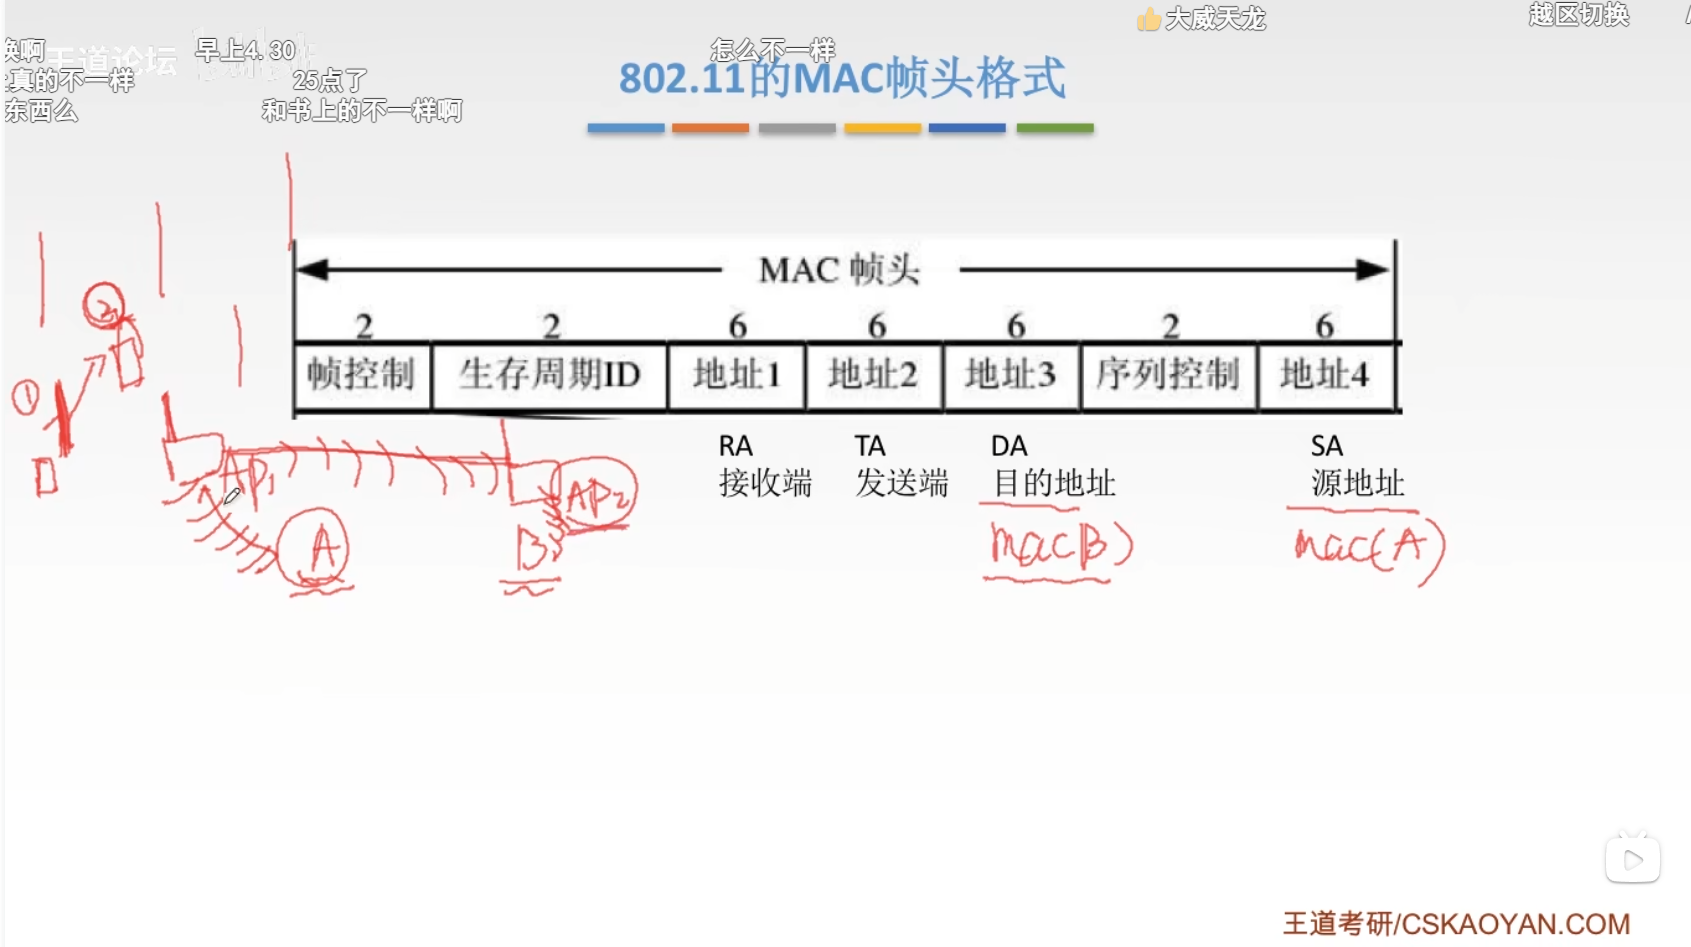 大威天龙
越区切换
换啊
王道论坛
早上4. 30
怎么不一样
真的不一样
25点了
东西么
和书上的不一样啊
802.11的MAC帧头格式
MAC 帧头
2 2 6 6 6 2 6
帧控制 生存周期ID 地址1 地址2 地址3 序列控制 地址4
RA TA DA SA
接收端 发送端 目的地址 源地址
2
1
AP1
AP2
A
B
mac(B)
mac(A)
王道考研/CSKAOYAN.COM